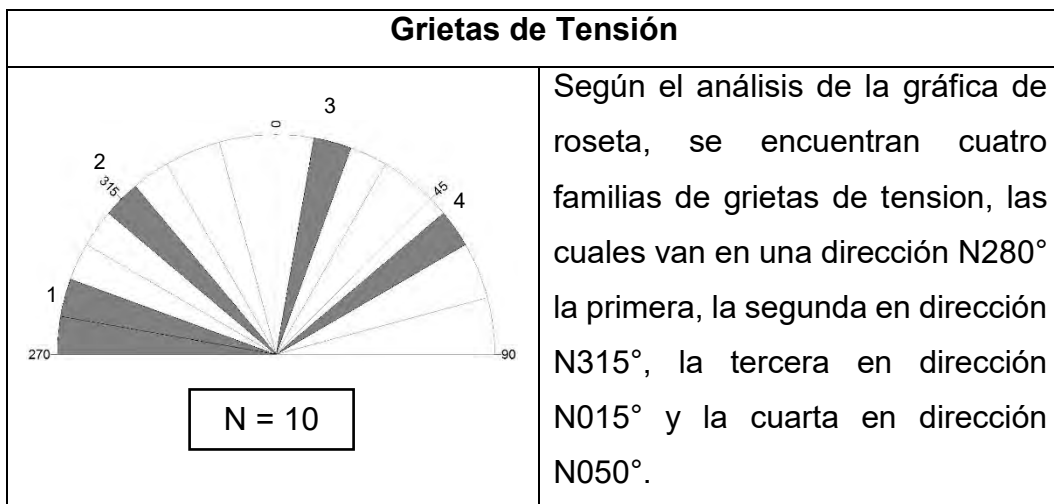 Grietas de Tensión
3
0
2
315
45
4
1
270
90
N = 10
Según el análisis de la gráfica de
roseta, se encuentran cuatro
familias de grietas de tension, las
cuales van en una dirección N280°
la primera, la segunda en dirección
N315°, la tercera en dirección
N015° y la cuarta en dirección
N050°.